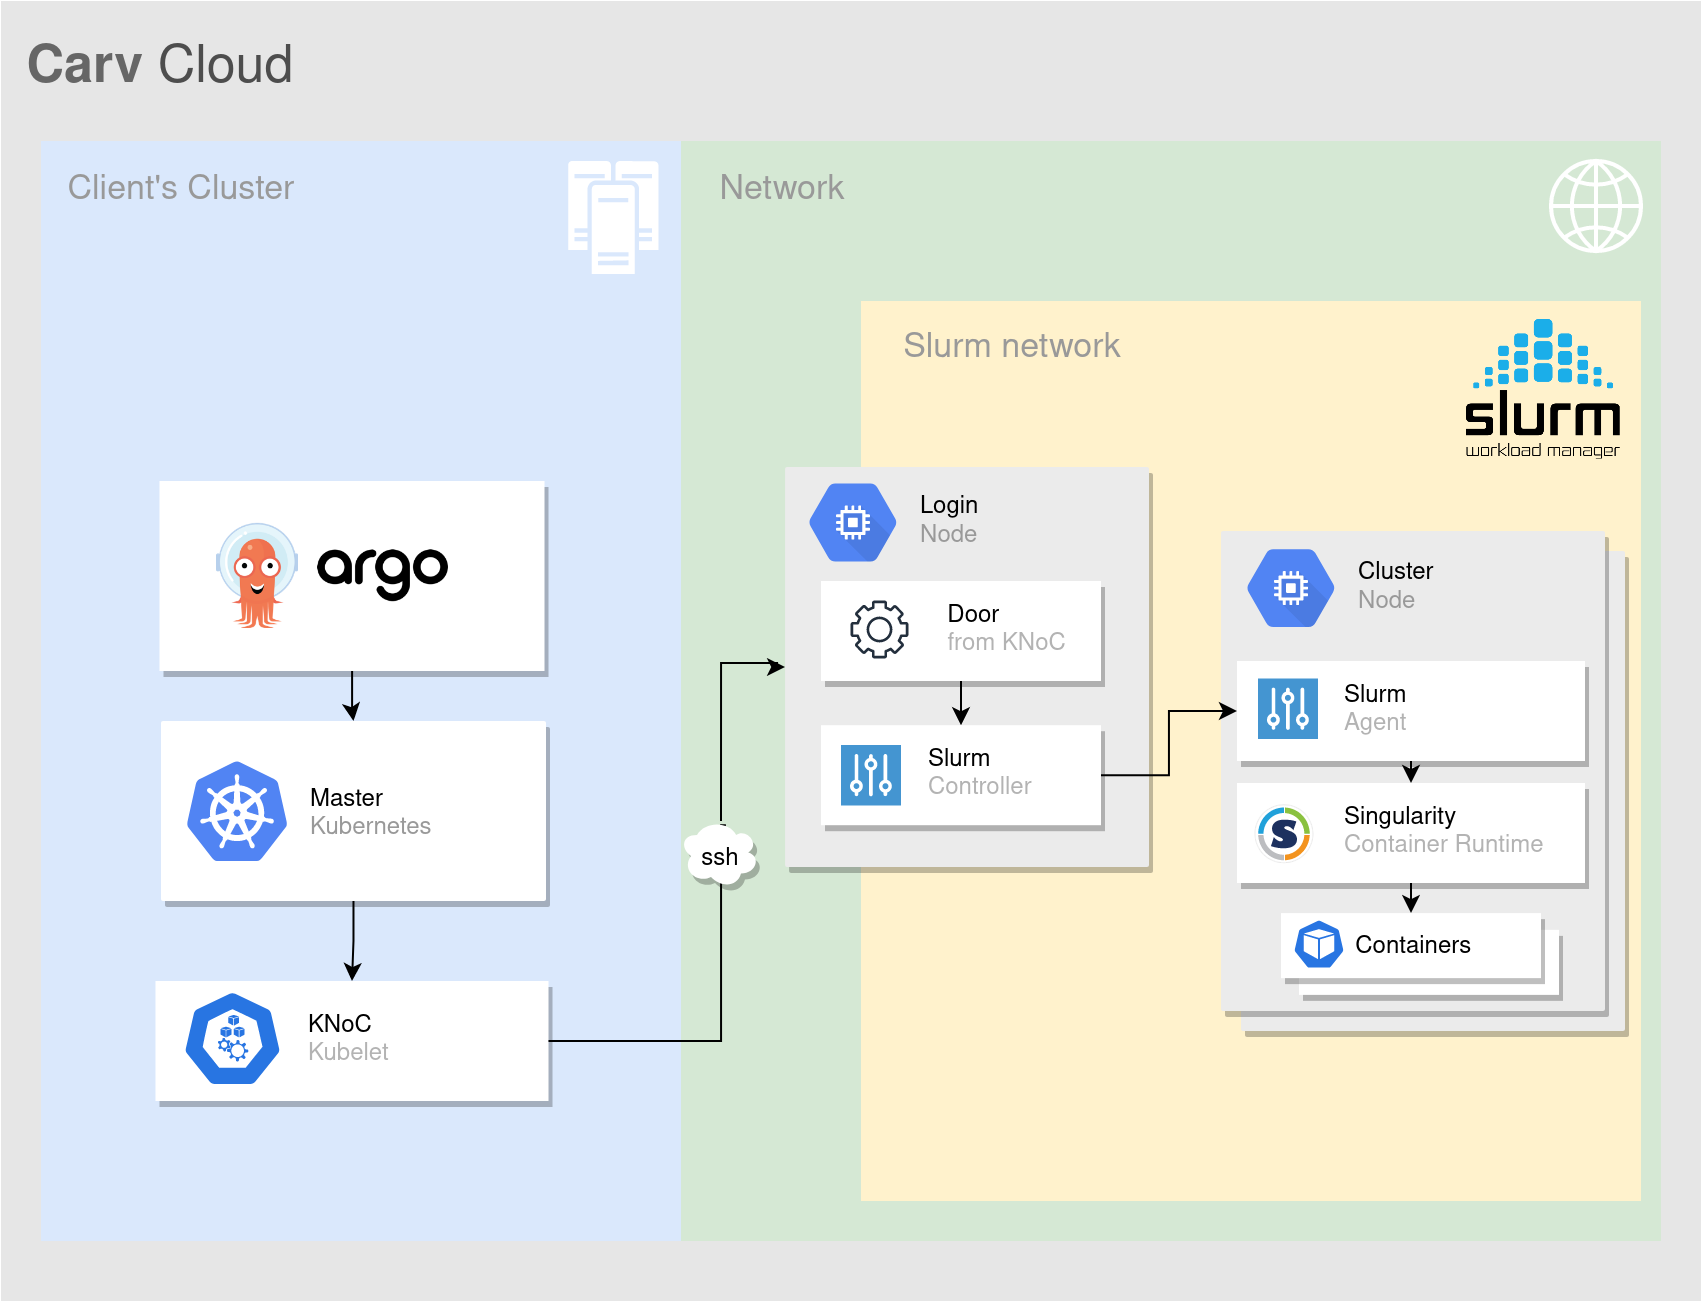 Carv Cloud
Client's Cluster
Network
Slurm network
slurm
workload manager
argo
Master
Kubernetes
KNoC
Kubelet
ssh
Login
Node
Door
from KNoC
Slurm
Controller
Cluster
Node
Slurm
Agent
S
Singularity
Container Runtime
Containers